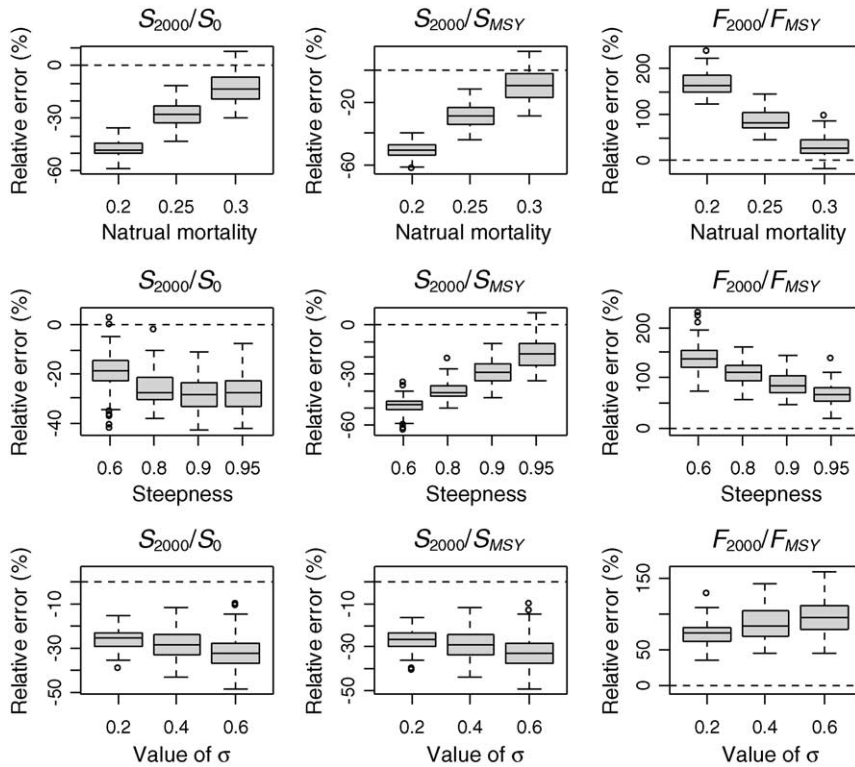 S2000/S0 S2000/SMSY F2000/FMSY
Relative error (%) Relative error (%) Relative error (%)
0 -30 -60
-20 -60
200 100 0
0.2 0.25 0.3 0.2 0.25 0.3 0.2 0.25 0.3
Natrual mortality Natrual mortality Natrual mortality
S2000/S0 S2000/SMSY F2000/FMSY
Relative error (%) Relative error (%) Relative error (%)
0 -20 -40
0 -30 -60
200 100 0
0.6 0.8 0.9 0.95 0.6 0.8 0.9 0.95 0.6 0.8 0.9 0.95
Steepness Steepness Steepness
S2000/S0 S2000/SMSY F2000/FMSY
Relative error (%) Relative error (%) Relative error (%)
-10 -30 -50
-10 -30 -50
150 50 0
0.2 0.4 0.6 0.2 0.4 0.6 0.2 0.4 0.6
Value of σ Value of σ Value of σ